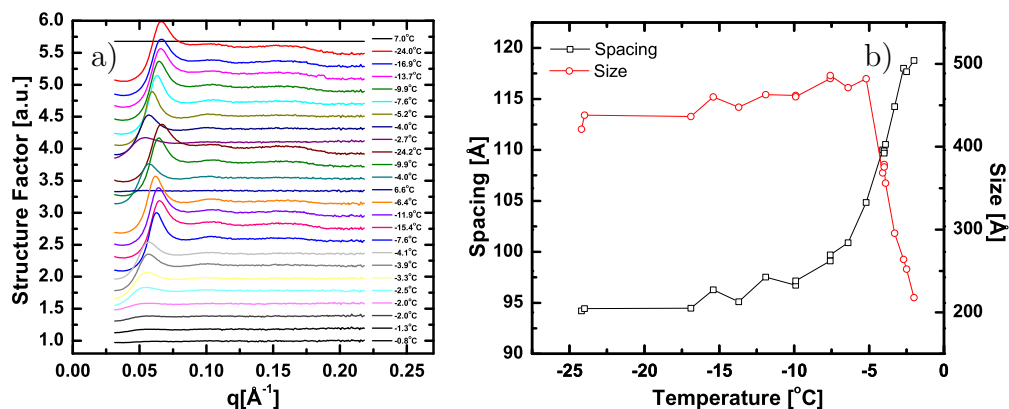 a)
Structure Factor [a.u.]
6.0
5.5
5.0
4.5
4.0
3.5
3.0
2.5
2.0
1.5
1.0
0.00
0.05
0.10
0.15
0.20
0.25
q[Å-1]
7.0°C
-24.0°C
-16.9°C
-13.7°C
-9.9°C
-7.6°C
-5.2°C
-4.0°C
-2.7°C
-24.2°C
-9.9°C
-4.0°C
6.6°C
-6.4°C
-11.9°C
-15.4°C
-7.6°C
-4.1°C
-3.9°C
-3.3°C
-2.5°C
-2.0°C
-2.0°C
-1.3°C
-0.8°C
b)
Spacing
Size
Spacing [Å]
120
115
110
105
100
95
90
-25
-20
-15
-10
-5
0
Temperature [°C]
500
400
300
200
Size [Å]